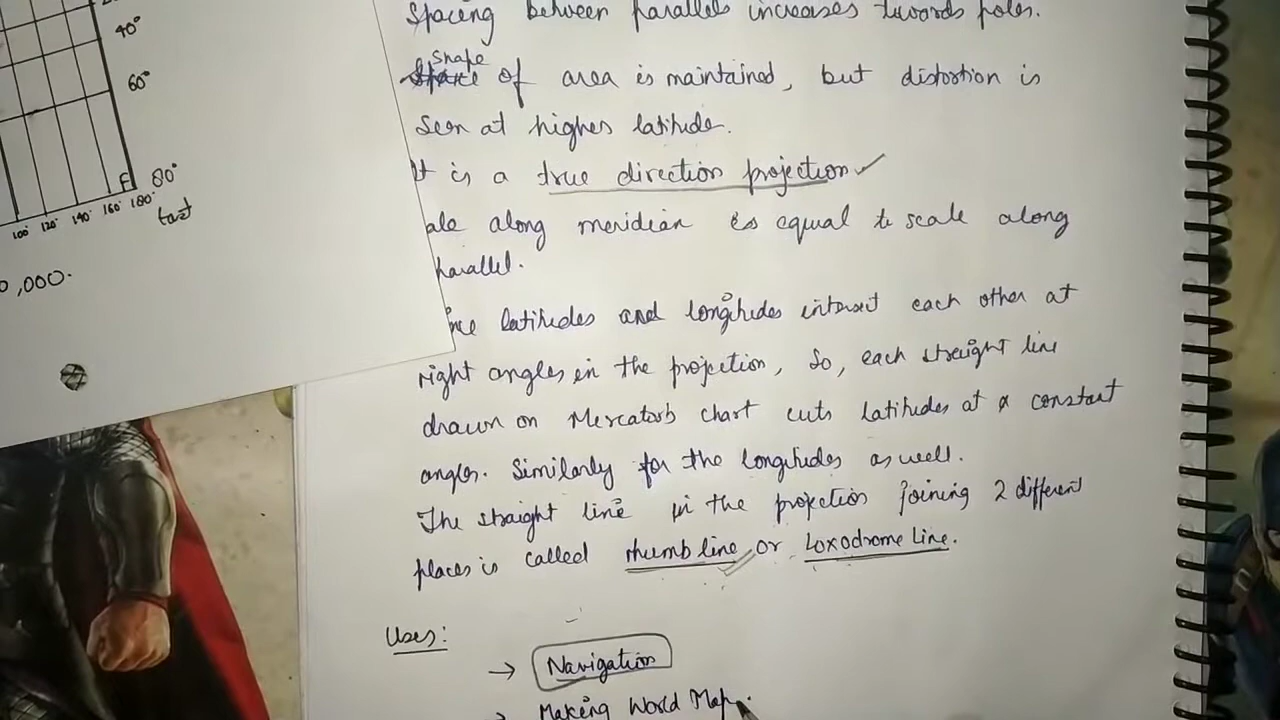 Spacing between parallels increases towards poles.
Shape
of area is maintained, but distortion is
seen at higher latitude.
It is a true direction projection
ale along meridian is equal to scale along
parallel.
nce latitudes and longitudes intersect each other at
right angles in the projection, So, each straight line
drawn on Mercator's chart cuts latitudes at a constant
angles. Similarly for the longitudes as well.
The straight line in the projection joining 2 different
places is called rhumb line or Loxodrome Line.
Uses:
→ Navigation
→ Making World Map.
40°
60°
80°
E
100° 120° 140° 160° 180°
0,000.